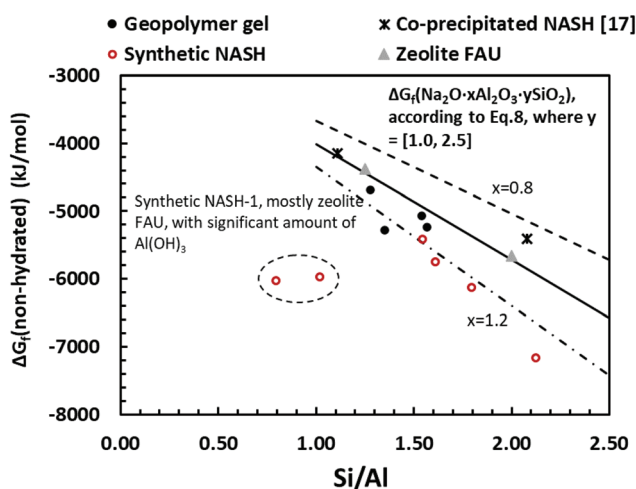 Geopolymer gel
Co-precipitated NASH [17]
Synthetic NASH
Zeolite FAU
-3000
-4000
-5000
-6000
-7000
-8000
ΔGf(non-hydrated) (kJ/mol)
ΔGf(Na2O·xAl2O3·ySiO2),
according to Eq.8, where y
= [1.0, 2.5]
x=0.8
Synthetic NASH-1, mostly zeolite
FAU, with significant amount of
Al(OH)3
x=1.2
0.00 0.50 1.00 1.50 2.00 2.50
Si/Al